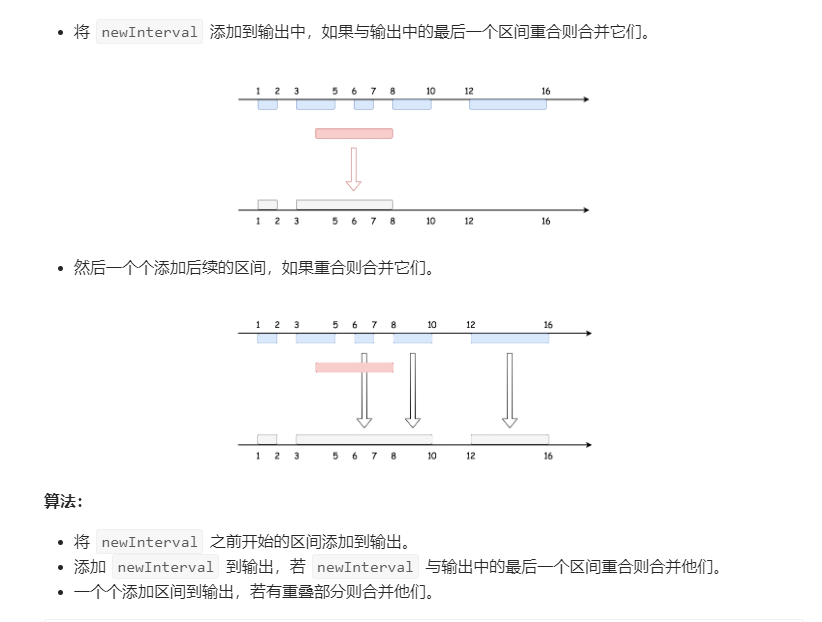 将 newInterval 添加到输出中，如果与输出中的最后一个区间重合则合并它们。
1 2 3 5 6 7 8 10 12 16
1 2 3 5 6 7 8 10 12 16
然后一个个添加后续的区间，如果重合则合并它们。
1 2 3 5 6 7 8 10 12 16
1 2 3 5 6 7 8 10 12 16
算法：
将 newInterval 之前开始的区间添加到输出。
添加 newInterval 到输出，若 newInterval 与输出中的最后一个区间重合则合并他们。
一个个添加区间到输出，若有重叠部分则合并他们。